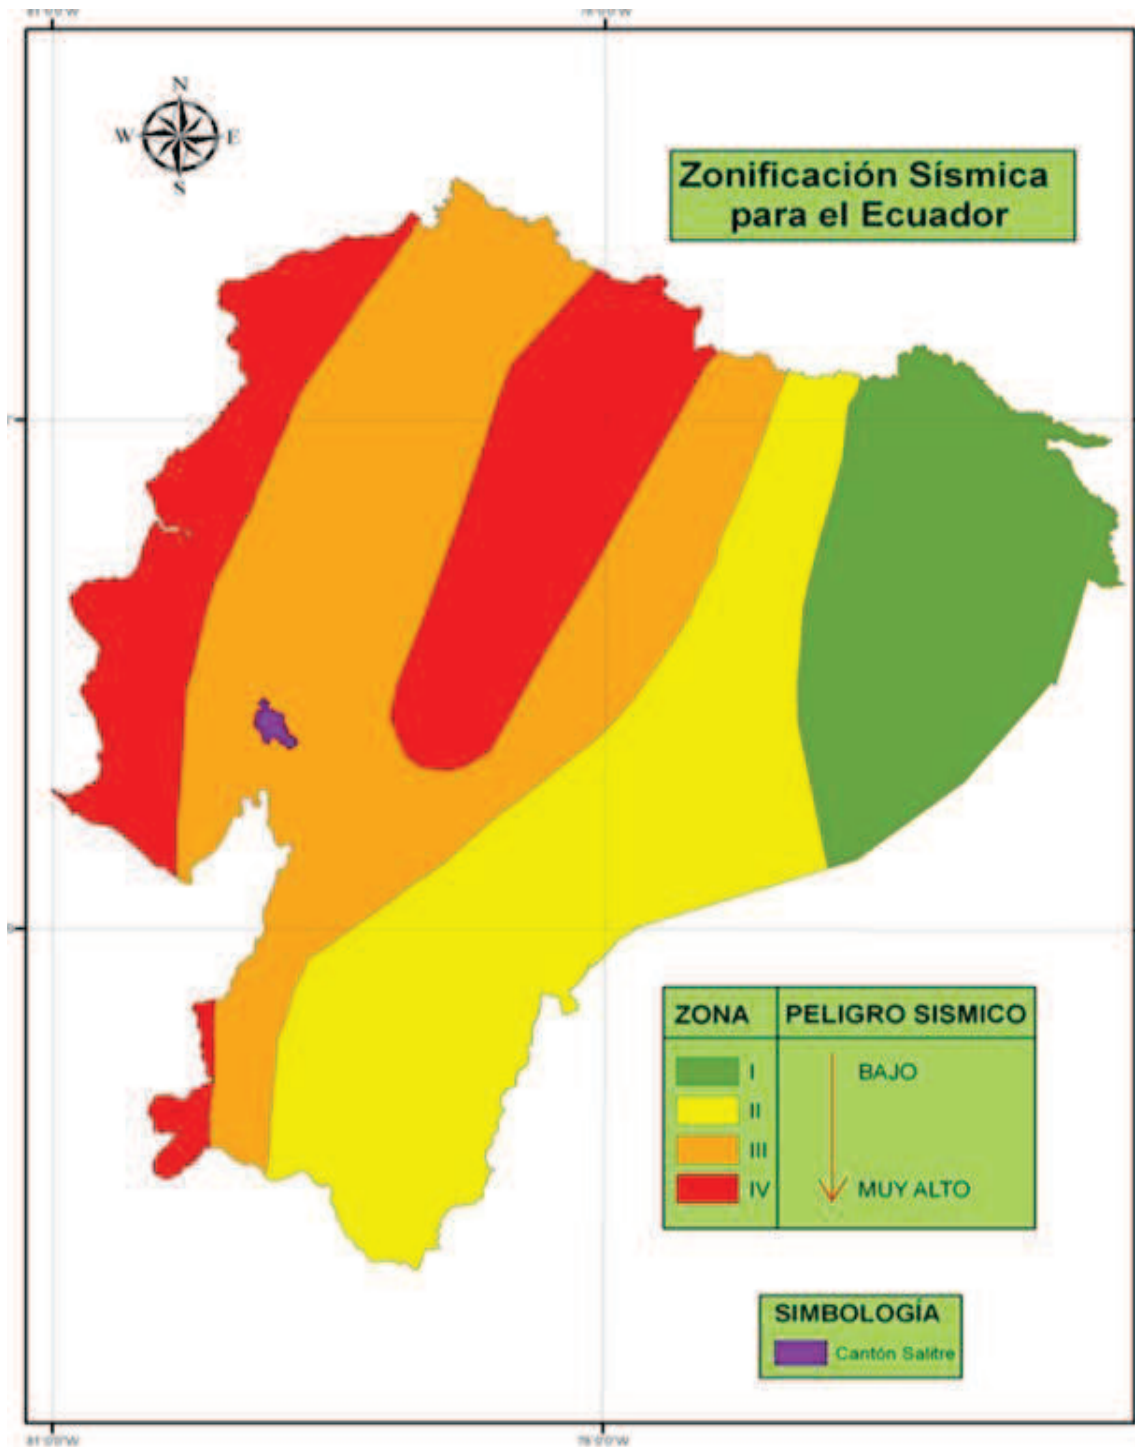 N
W E
S
Zonificación Sísmica
para el Ecuador
ZONA PELIGRO SISMICO
I BAJO
II
III
IV MUY ALTO
SIMBOLOGÍA
Cantón Salitre